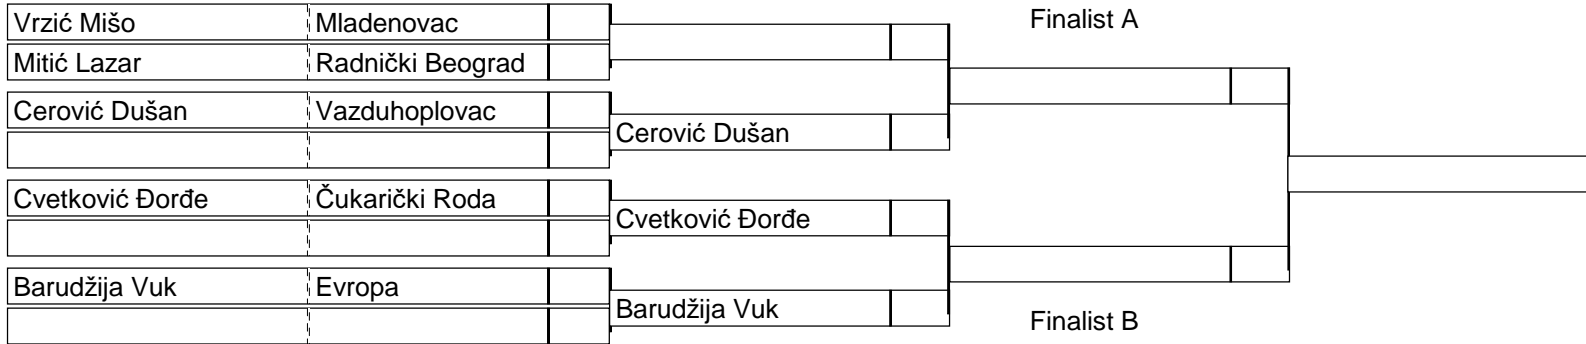 Vrzić Mišo Mladenovac
Mitić Lazar Radnički Beograd
Cerović Dušan Vazduhoplovac
Cvetković Đorđe Čukarički Roda
Barudžija Vuk Evropa
Cerović Dušan
Cvetković Đorđe
Barudžija Vuk
Finalist A
Finalist B